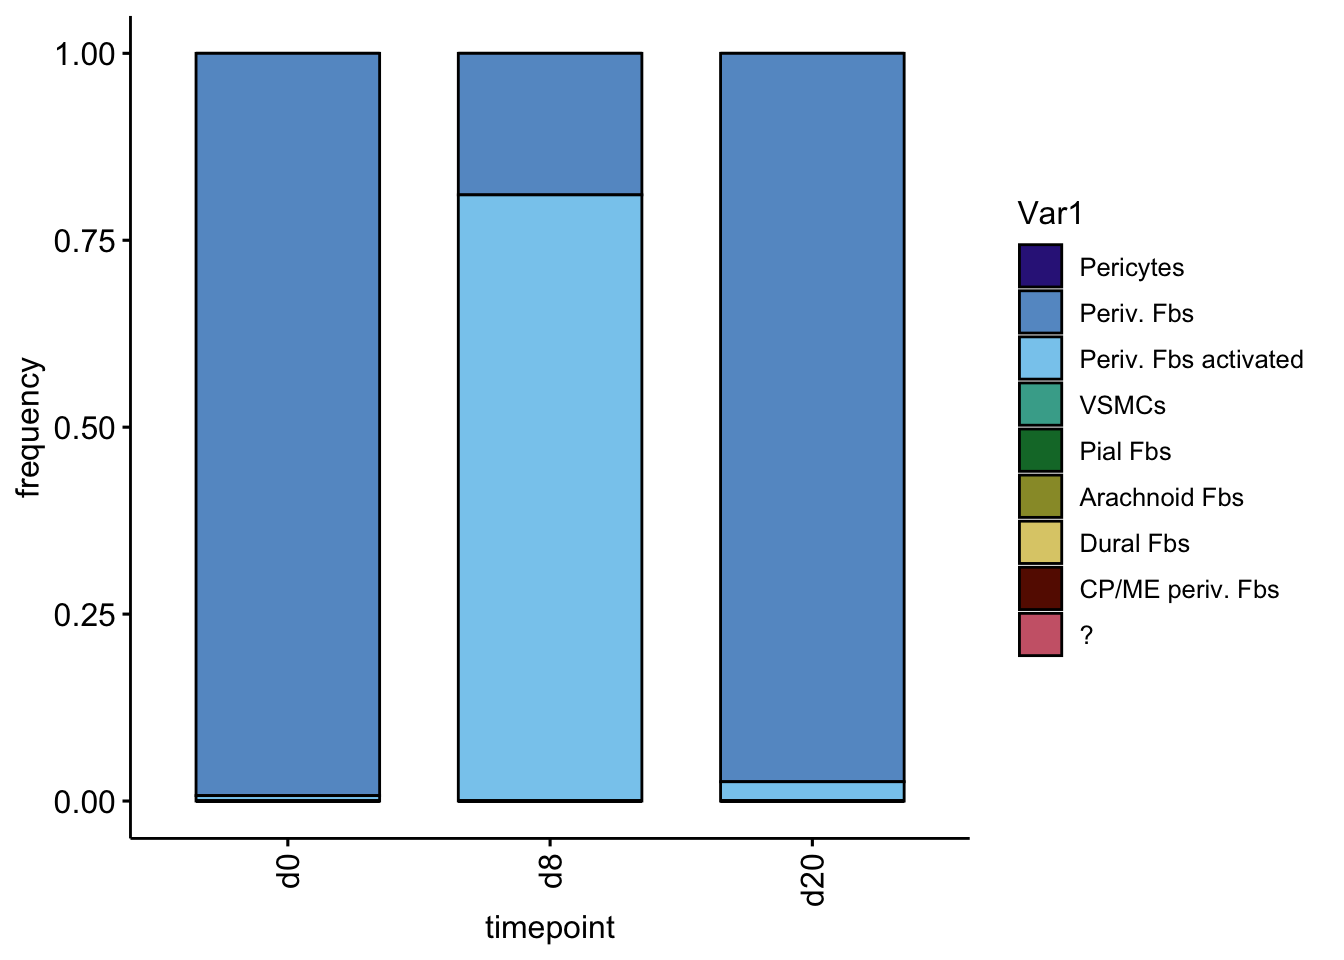 1.00
0.75
0.50
0.25
0.00
frequency
d0
d8
d20
timepoint
Var1
Pericytes
Periv. Fbs
Periv. Fbs activated
VSMCs
Pial Fbs
Arachnoid Fbs
Dural Fbs
CP/ME periv. Fbs
?